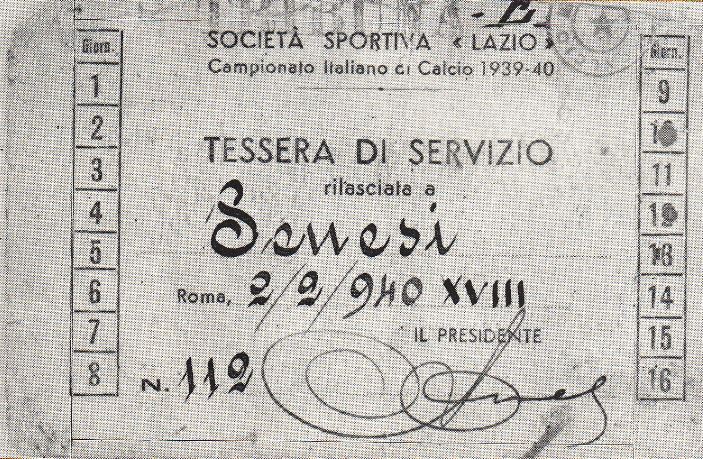 TRIBUNA - E
SOCIETÀ SPORTIVA « LAZIO »
Campionato Italiano di Calcio 1939-40
TESSERA DI SERVIZIO
rilasciata a
Senesi
Roma, 2/2/940 XVIII
IL PRESIDENTE
N. 112
Giorn.
1
2
3
4
5
6
7
8
Giorn.
9
10
11
12
13
14
15
16